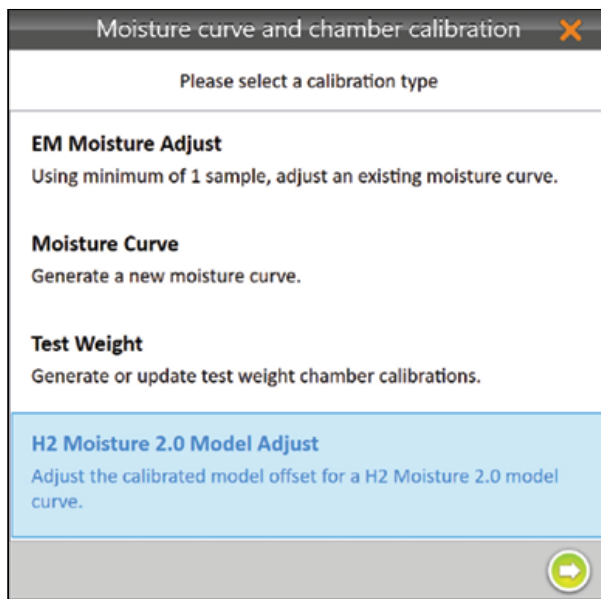 Moisture curve and chamber calibration
Please select a calibration type
EM Moisture Adjust
Using minimum of 1 sample, adjust an existing moisture curve.
Moisture Curve
Generate a new moisture curve.
Test Weight
Generate or update test weight chamber calibrations.
H2 Moisture 2.0 Model Adjust
Adjust the calibrated model offset for a H2 Moisture 2.0 model
curve.